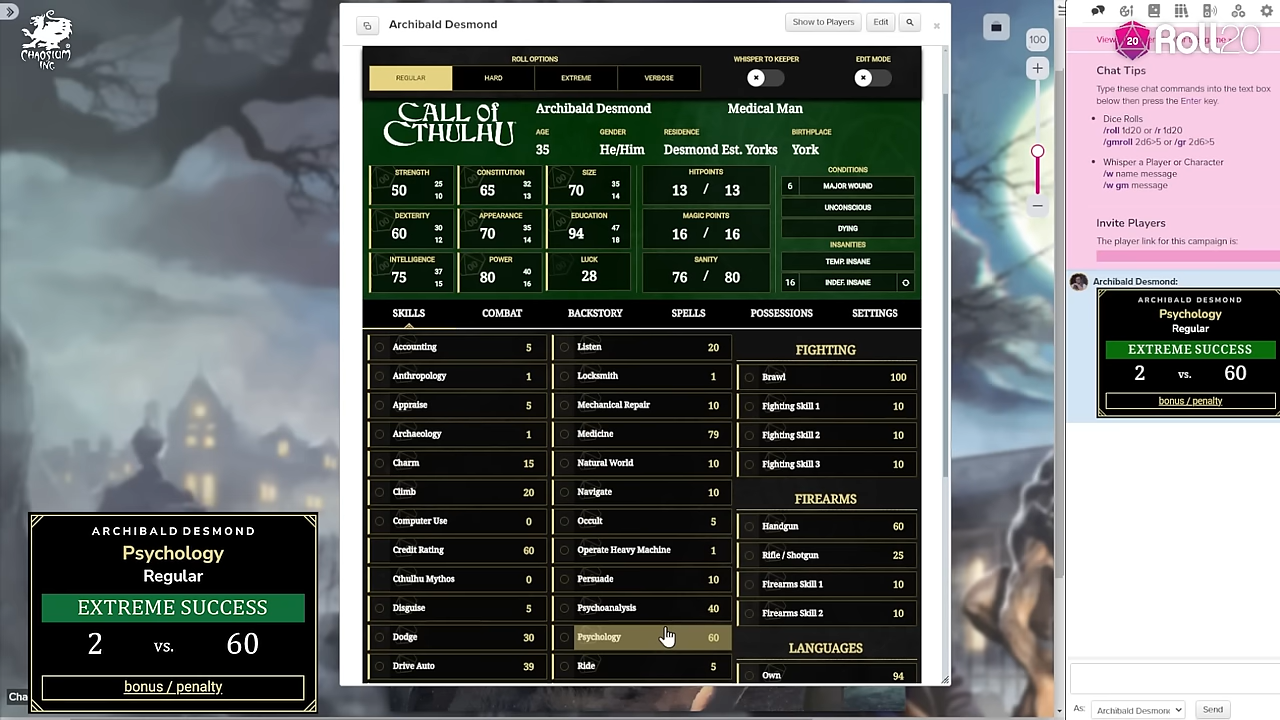 CHAOSIUM INC
Archibald Desmond
Show to Players
Edit
ROLL OPTIONS
WHISPER TO KEEPER
EDIT MODE
REGULAR
HARD
EXTREME
VERBOSE
CALL of CTHULHU
Archibald Desmond
Medical Man
AGE
GENDER
RESIDENCE
BIRTHPLACE
35
He/Him
Desmond Est. Yorks
York
STRENGTH
50 25 10
CONSTITUTION
65 32 13
SIZE
70 35 14
HITPOINTS
13 / 13
DEXTERITY
60 30 12
APPEARANCE
70 35 14
EDUCATION
94 47 18
MAGIC POINTS
16 / 16
INTELLIGENCE
75 37 15
POWER
80 40 16
LUCK
28
SANITY
76 / 80
CONDITIONS
6 MAJOR WOUND
UNCONSCIOUS
DYING
INSANITIES
TEMP. INSANE
16 INDEF. INSANE
SKILLS
COMBAT
BACKSTORY
SPELLS
POSSESSIONS
SETTINGS
Accounting 5
Anthropology 1
Appraise 5
Archaeology 1
Charm 15
Climb 20
Computer Use 0
Credit Rating 60
Cthulhu Mythos 0
Disguise 5
Dodge 30
Drive Auto 39
Listen 20
Locksmith 1
Mechanical Repair 10
Medicine 79
Natural World 10
Navigate 10
Occult 5
Operate Heavy Machine 1
Persuade 10
Psychoanalysis 40
Psychology 60
Ride 5
FIGHTING
Brawl 100
Fighting Skill 1 10
Fighting Skill 2 10
Fighting Skill 3 10
FIREARMS
Handgun 60
Rifle / Shotgun 25
Firearms Skill 1 10
Firearms Skill 2 10
LANGUAGES
Own 94
ARCHIBALD DESMOND
Psychology
Regular
EXTREME SUCCESS
2 vs. 60
bonus / penalty
Cha
100
20 Roll20
Chat Tips
Type these chat commands into the text box
below then press the Enter key.
Dice Rolls
/roll 1d20 or /r 1d20
/gmroll 2d6>5 or /gr 2d6>5
Whisper a Player or Character
/w name message
/w gm message
Invite Players
The player link for this campaign is:
Archibald Desmond:
ARCHIBALD DESMOND
Psychology
Regular
EXTREME SUCCESS
2 vs. 60
bonus / penalty
As: Archibald Desmond
Send